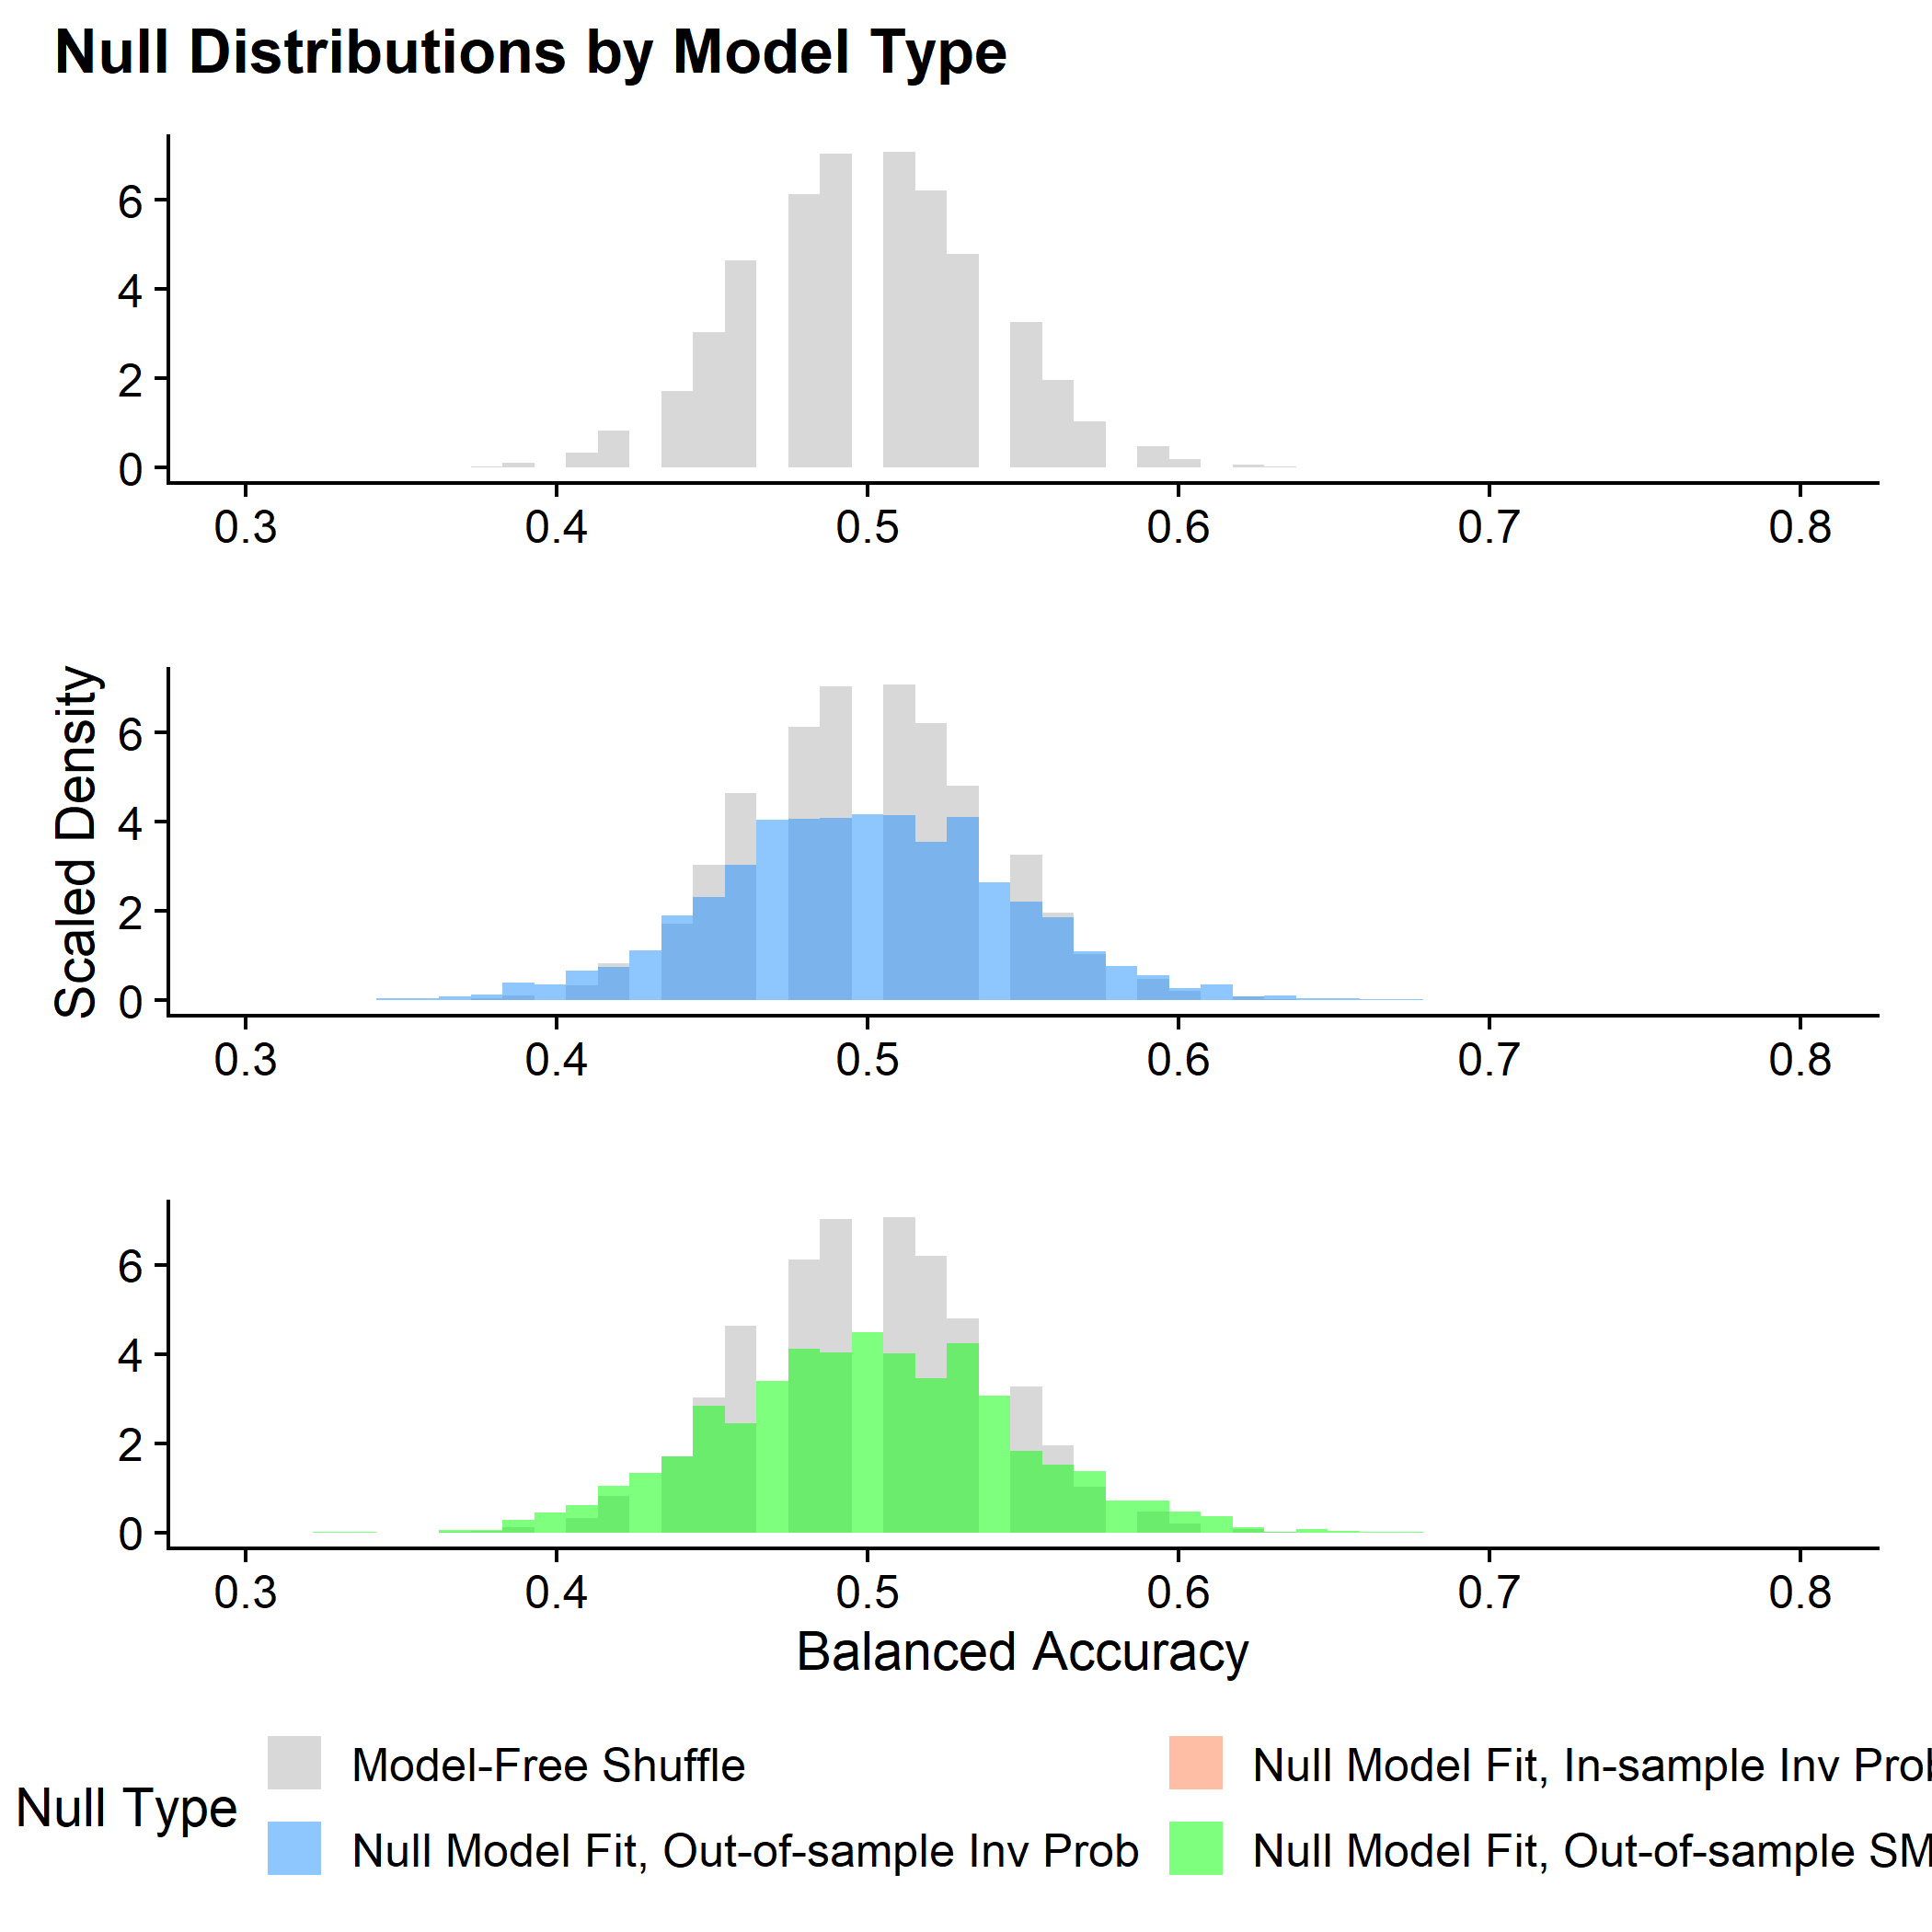 Null Distributions by Model Type
6
4
2
0
0.3 0.4 0.5 0.6 0.7 0.8
Scaled Density
6
4
2
0
0.3 0.4 0.5 0.6 0.7 0.8
6
4
2
0
0.3 0.4 0.5 0.6 0.7 0.8
Balanced Accuracy
Null Type
Model-Free Shuffle
Null Model Fit, In-sample Inv
Null Model Fit, Out-of-sample Inv Prob
Null Model Fit, Out-of-sample